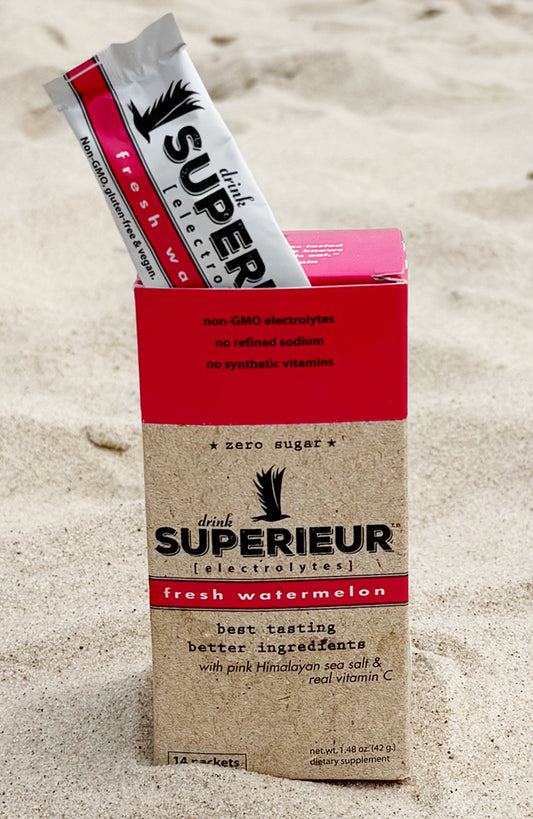 Non-GMO, gluten-free & vegan.
fresh wa
drink
SUPERI
[electro
non-GMO electrolytes
no refined sodium
no synthetic vitamins
★ zero sugar ★
drink
SUPERIEUR
[electrolytes]
fresh watermelon
best tasting
better ingredients
with pink Himalayan sea salt &
real vitamin C
14 packets
net wt. 1.48 oz. (42 g.)
dietary supplement